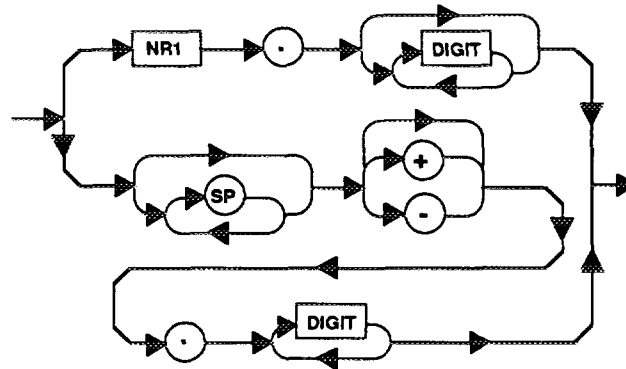 NR1 . DIGIT
SP +
-
. DIGIT